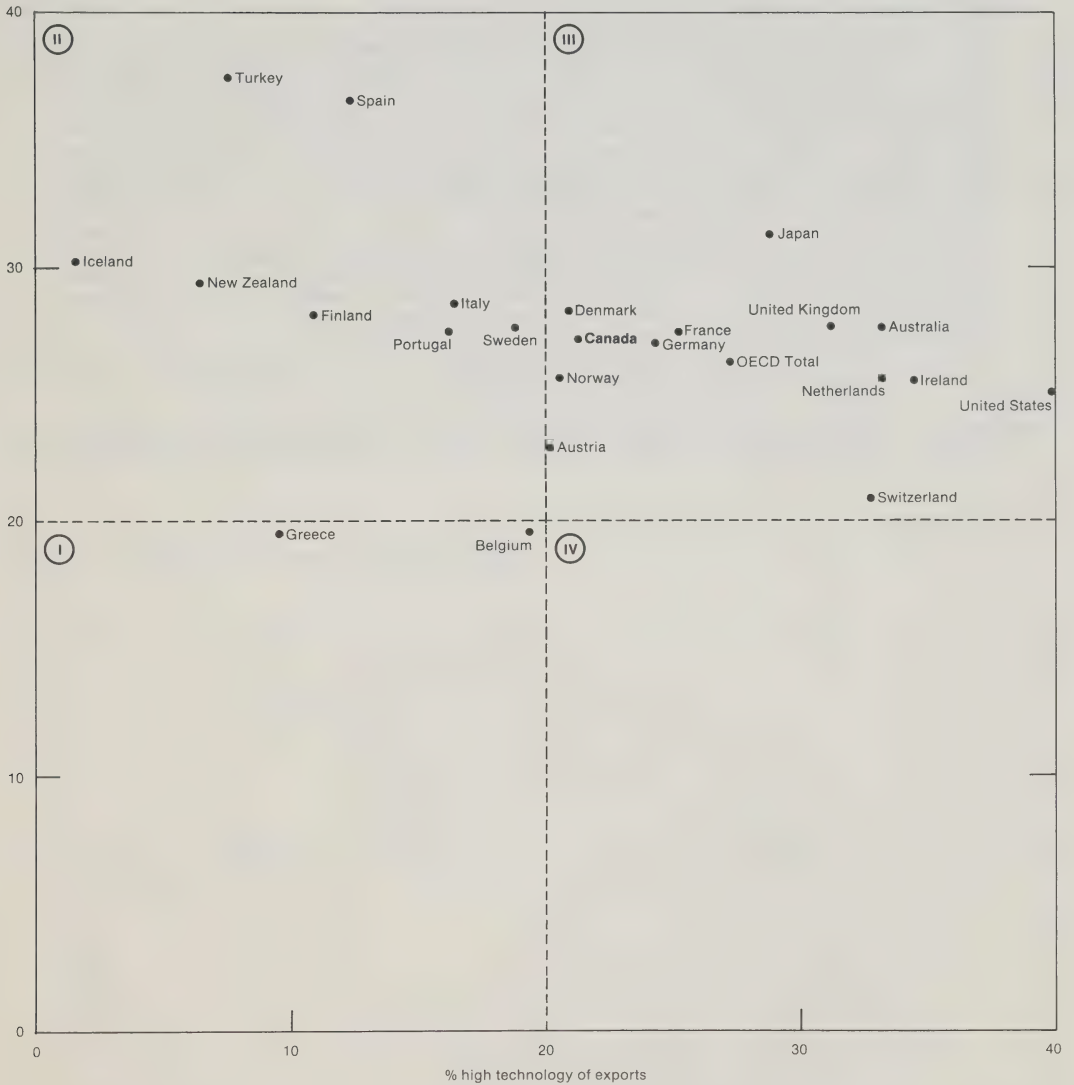 40
II
III
Turkey
Spain
Japan
Iceland
30
New Zealand
Italy
Denmark
United Kingdom
Finland
Canada
France
Australia
Portugal
Sweden
Germany
OECD Total
Norway
Netherlands
Ireland
United States
Austria
Switzerland
20
Greece
Belgium
I
IV
10
0
0
10
20
30
40
% high technology of exports